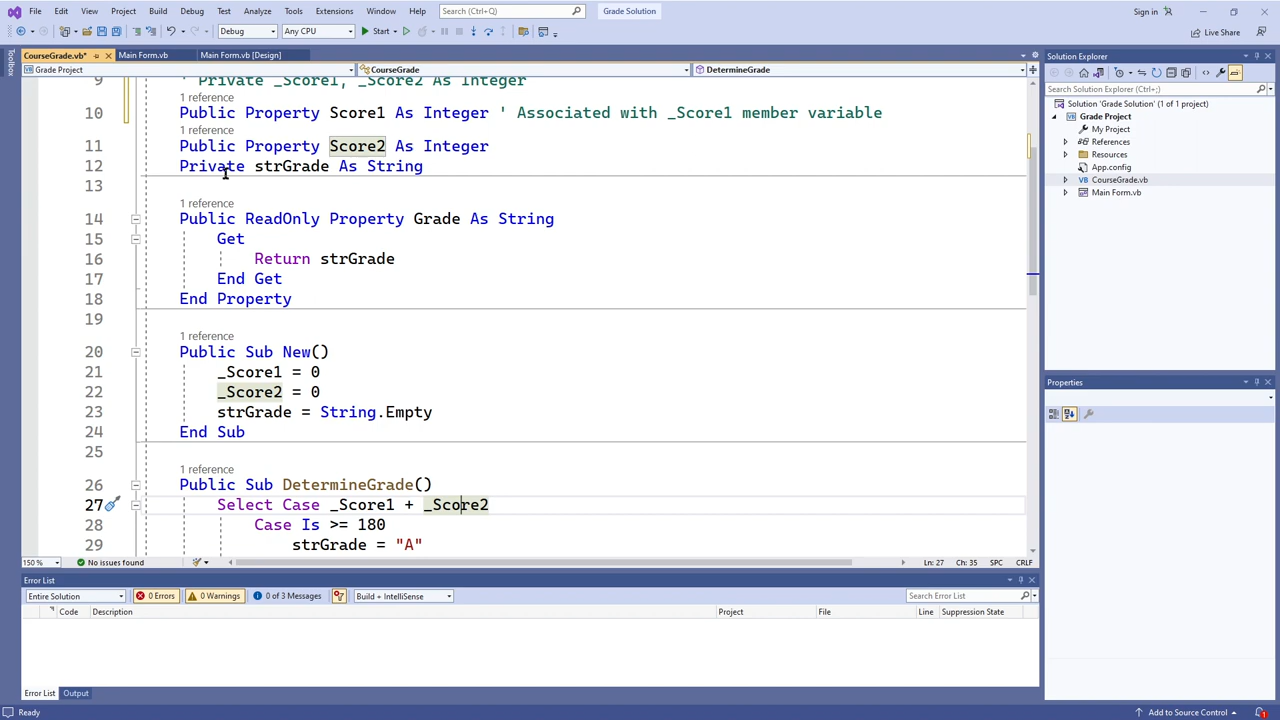 File Edit View Git Project Build Debug Test Analyze Tools Extensions Window Help Search (Ctrl+Q) Grade Solution Sign in
Debug Any CPU Start Live Share
Toolbox
CourseGrade.vb* Main Form.vb Main Form.vb [Design]
Grade Project CourseGrade DetermineGrade
9 ' Private _Score1, _Score2 As Integer
1 reference
10 Public Property Score1 As Integer ' Associated with _Score1 member variable
1 reference
11 Public Property Score2 As Integer
12 Private strGrade As String
13
1 reference
14 Public ReadOnly Property Grade As String
15 Get
16 Return strGrade
17 End Get
18 End Property
19
1 reference
20 Public Sub New()
21 _Score1 = 0
22 _Score2 = 0
23 strGrade = String.Empty
24 End Sub
25
1 reference
26 Public Sub DetermineGrade()
27 Select Case _Score1 + _Score2
28 Case Is >= 180
29 strGrade = "A"
150 % No issues found Ln: 27 Ch: 35 SPC CRLF
Error List
Entire Solution 0 Errors 0 Warnings 0 of 3 Messages Build + IntelliSense Search Error List
Code Description Project File Line Suppression State
Error List Output
Ready Add to Source Control 1
Solution Explorer
Search Solution Explorer (Ctrl+;)
Solution 'Grade Solution' (1 of 1 project)
Grade Project
My Project
References
Resources
App.config
VB CourseGrade.vb
Main Form.vb
Properties